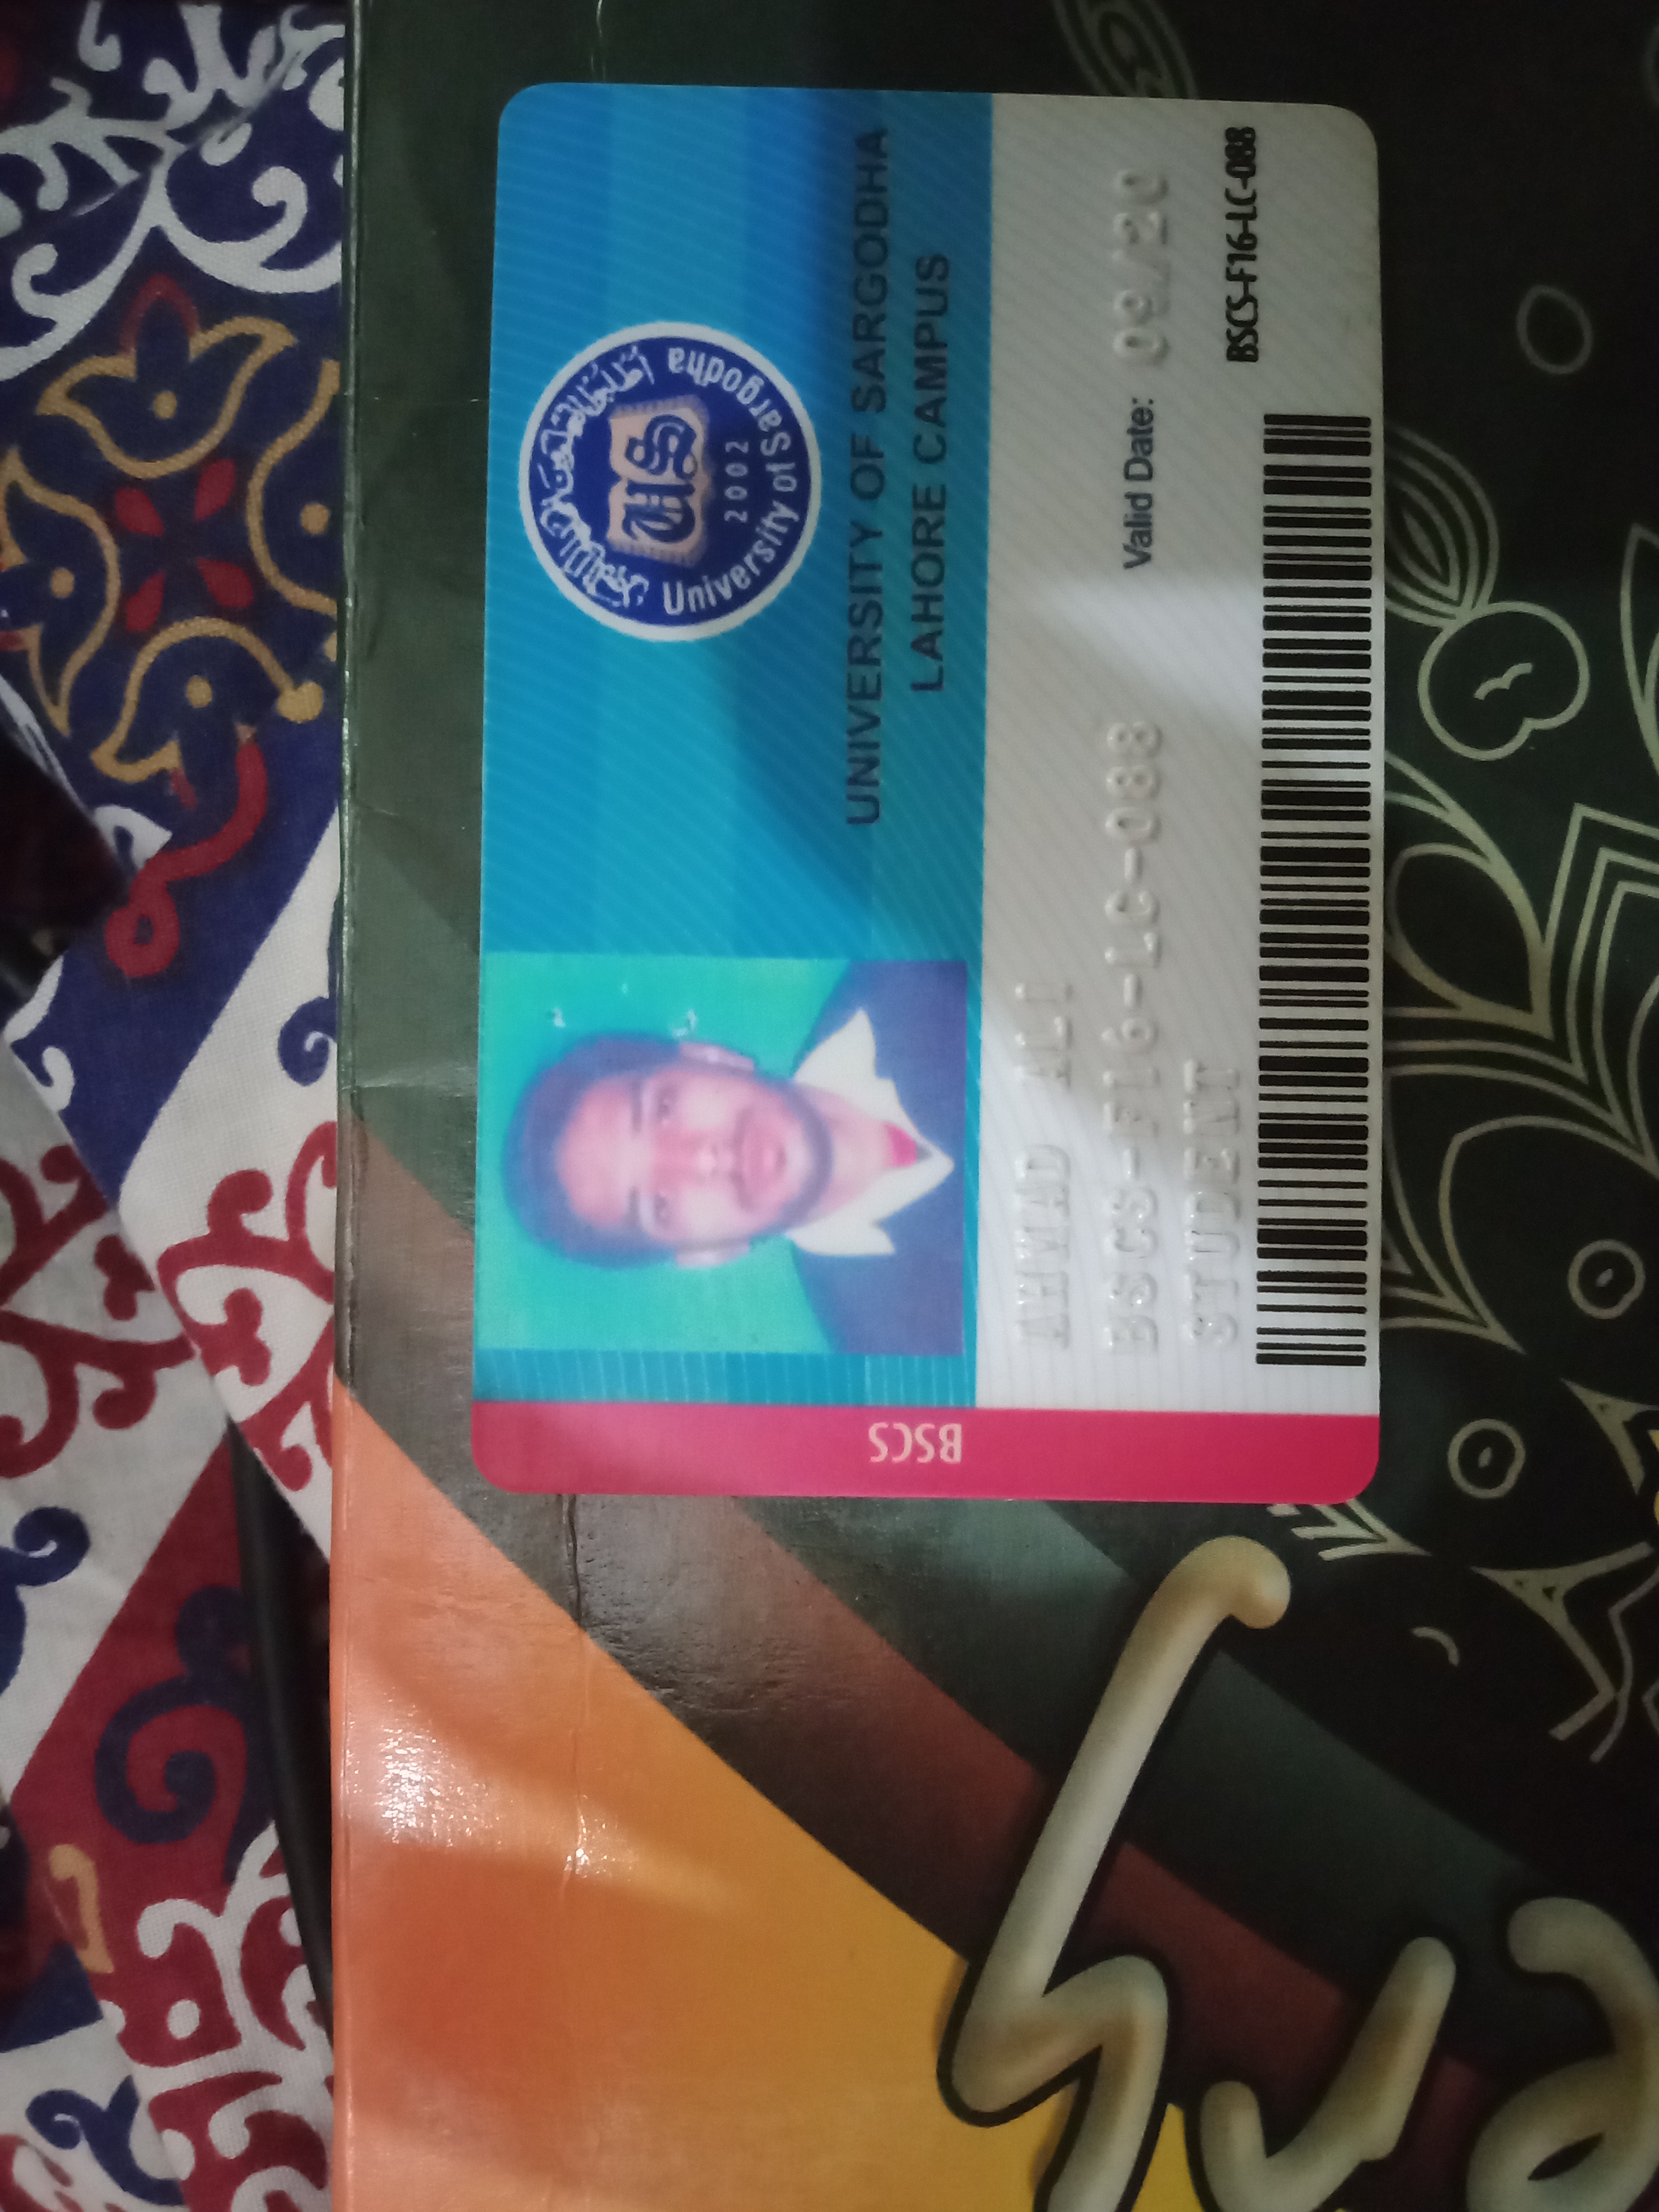 University of Sargodha
2002
UNIVERSITY OF SARGODHA
LAHORE CAMPUS
AHMAD ALI
BSCS-F16-LC-088
STUDENT
Valid Date: 09/20
BSCS-F16-LC-088
BSCS